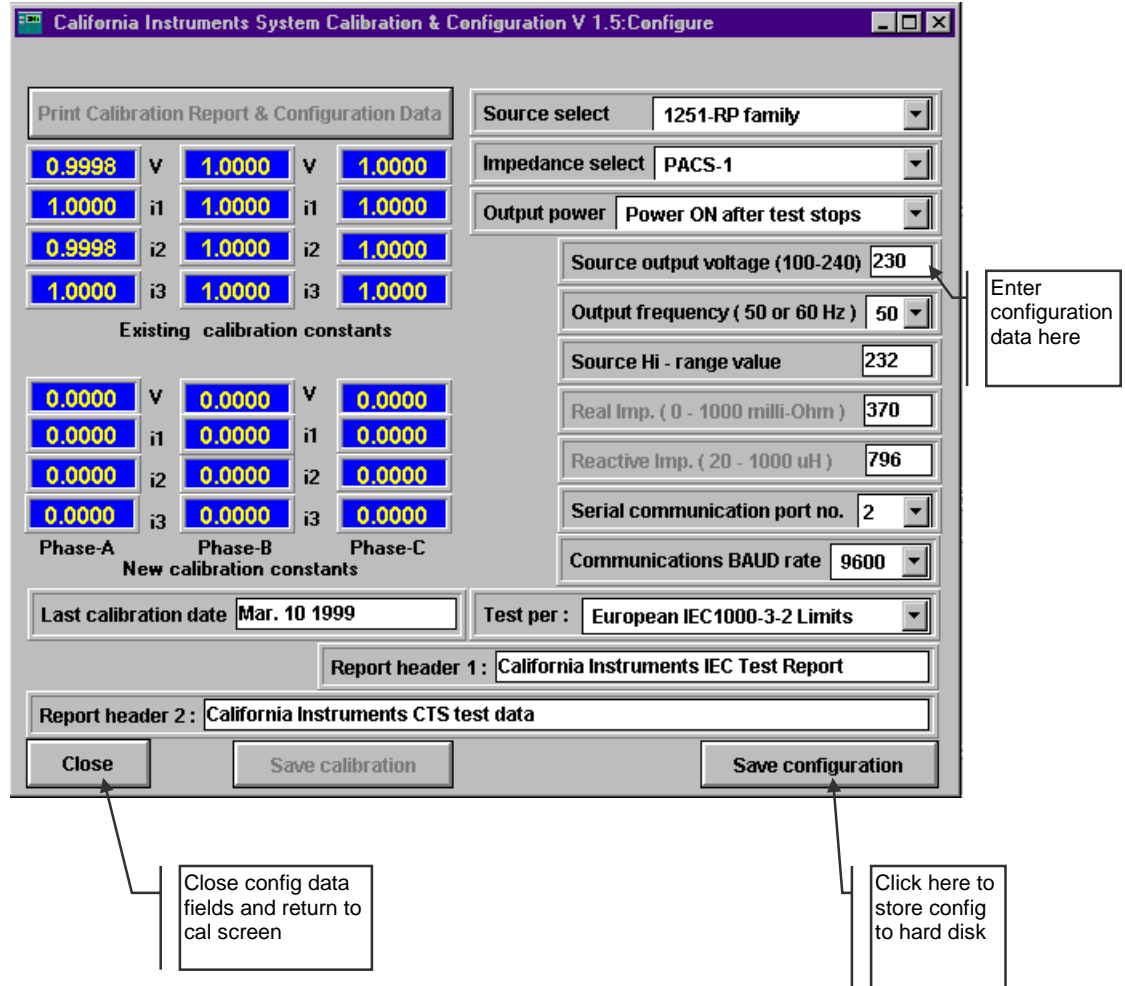 California Instruments System Calibration & Configuration V 1.5:Configure
Print Calibration Report & Configuration Data
0.9998 V 1.0000 V 1.0000
1.0000 i1 1.0000 i1 1.0000
0.9998 i2 1.0000 i2 1.0000
1.0000 i3 1.0000 i3 1.0000
Existing calibration constants
0.0000 V 0.0000 V 0.0000
0.0000 i1 0.0000 i1 0.0000
0.0000 i2 0.0000 i2 0.0000
0.0000 i3 0.0000 i3 0.0000
Phase-A Phase-B Phase-C
New calibration constants
Source select 1251-RP family
Impedance select PACS-1
Output power Power ON after test stops
Source output voltage (100-240) 230
Output frequency ( 50 or 60 Hz ) 50
Source Hi - range value 232
Real Imp. ( 0 - 1000 milli-Ohm ) 370
Reactive Imp. ( 20 - 1000 uH ) 796
Serial communication port no. 2
Communications BAUD rate 9600
Last calibration date Mar. 10 1999
Test per : European IEC1000-3-2 Limits
Report header 1 : California Instruments IEC Test Report
Report header 2 : California Instruments CTS test data
Close
Save calibration
Save configuration
Enter
configuration
data here
Close config data
fields and return to
cal screen
Click here to
store config
to hard disk